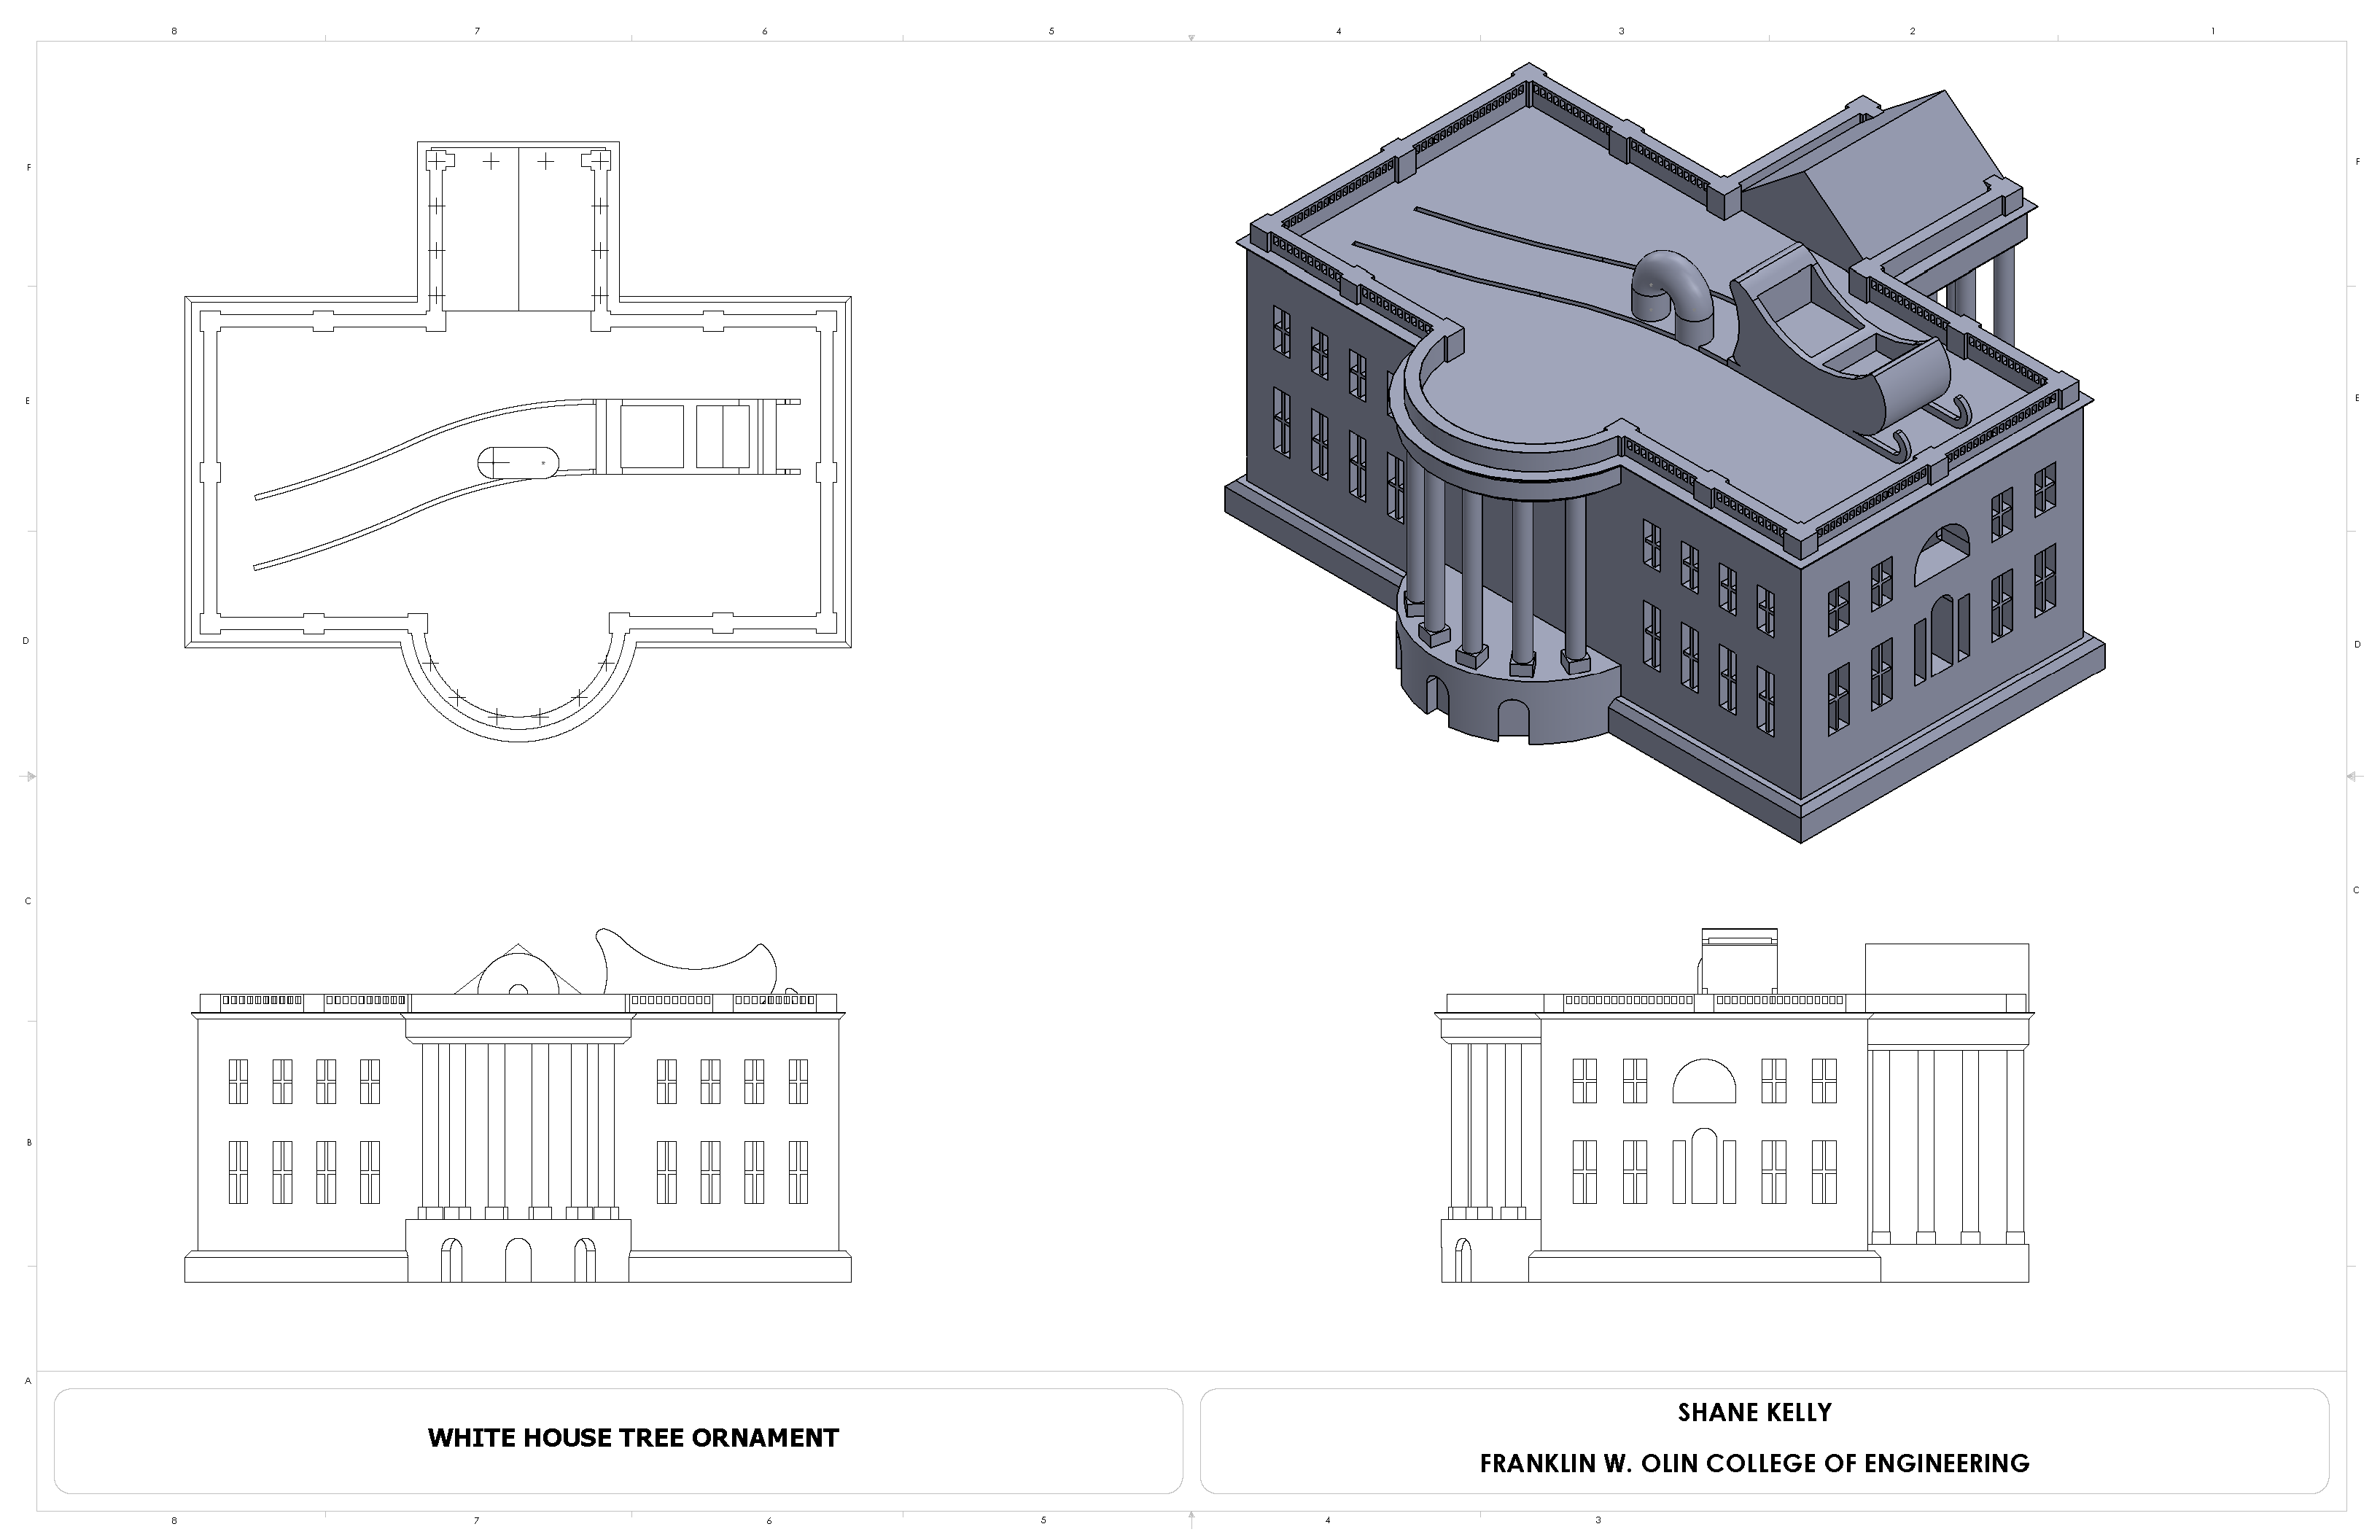 8 7 6 5 4 3 2 1
F F
E E
D D
C C
B
A
WHITE HOUSE TREE ORNAMENT
SHANE KELLY
FRANKLIN W. OLIN COLLEGE OF ENGINEERING
8 7 6 5 4 3